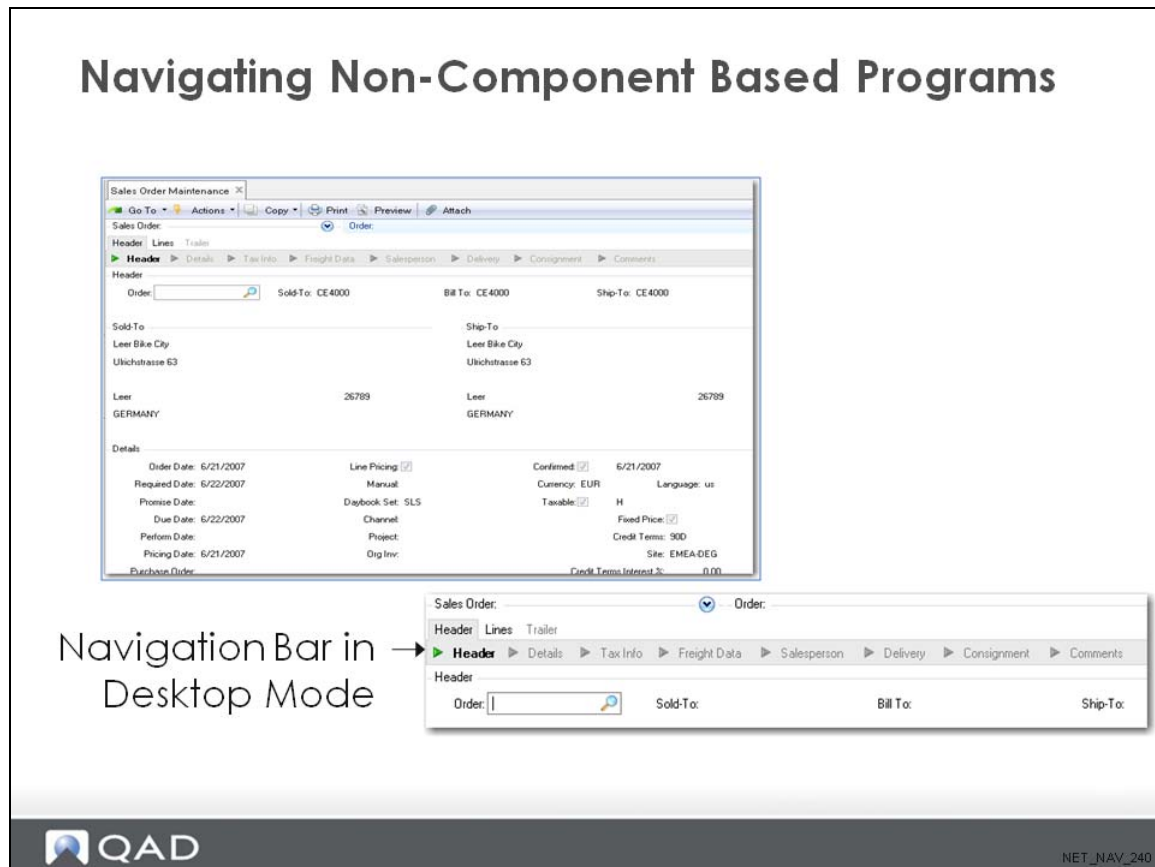 Navigating Non-Component Based Programs
Sales Order Maintenance
Go To Actions Copy Print Preview Attach
Sales Order: Order:
Header Lines Trailer
Header Details Tax Info Freight Data Salesperson Delivery Consignment Comments
Header
Order: Sold-To: CE4000 Bill To: CE4000 Ship-To: CE4000
Sold-To Ship-To
Leer Bike City Leer Bike City
Ulrichstrasse 63 Ulrichstrasse 63
Leer 26789 Leer 26789
GERMANY GERMANY
Details
Order Date: 6/21/2007 Line Pricing: Confirmed: 6/21/2007
Required Date: 6/22/2007 Manual: Currency: EUR Language: us
Promise Date: Daybook Set: SLS Taxable: H
Due Date: 6/22/2007 Channel: Fixed Price:
Perform Date: Project: Credit Terms: 90D
Pricing Date: 6/21/2007 Org Inv: Site: EMEA-DEG
Purchase Order: Credit Terms Interest %: 0.00
Navigation Bar in
Desktop Mode
Sales Order: Order:
Header Lines Trailer
Header Details Tax Info Freight Data Salesperson Delivery Consignment Comments
Header
Order: Sold-To: Bill To: Ship-To:
QAD
NET_NAV_240